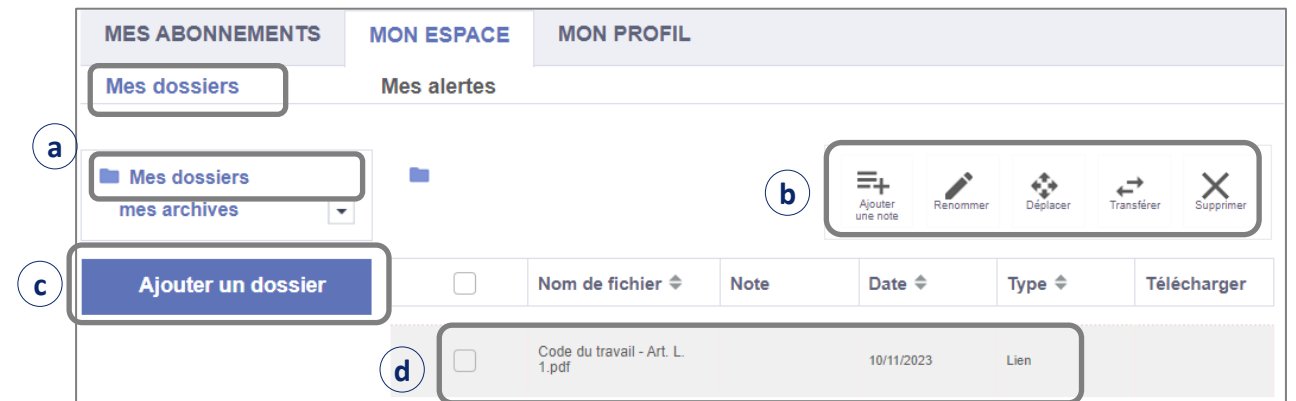 MES ABONNEMENTS MON ESPACE MON PROFIL
Mes dossiers Mes alertes
a
Mes dossiers
mes archives
b
Ajouter une note Renommer Déplacer Transférer Supprimer
c
Ajouter un dossier
Nom de fichier Note Date Type Télécharger
d
Code du travail - Art. L.
1.pdf 10/11/2023 Lien